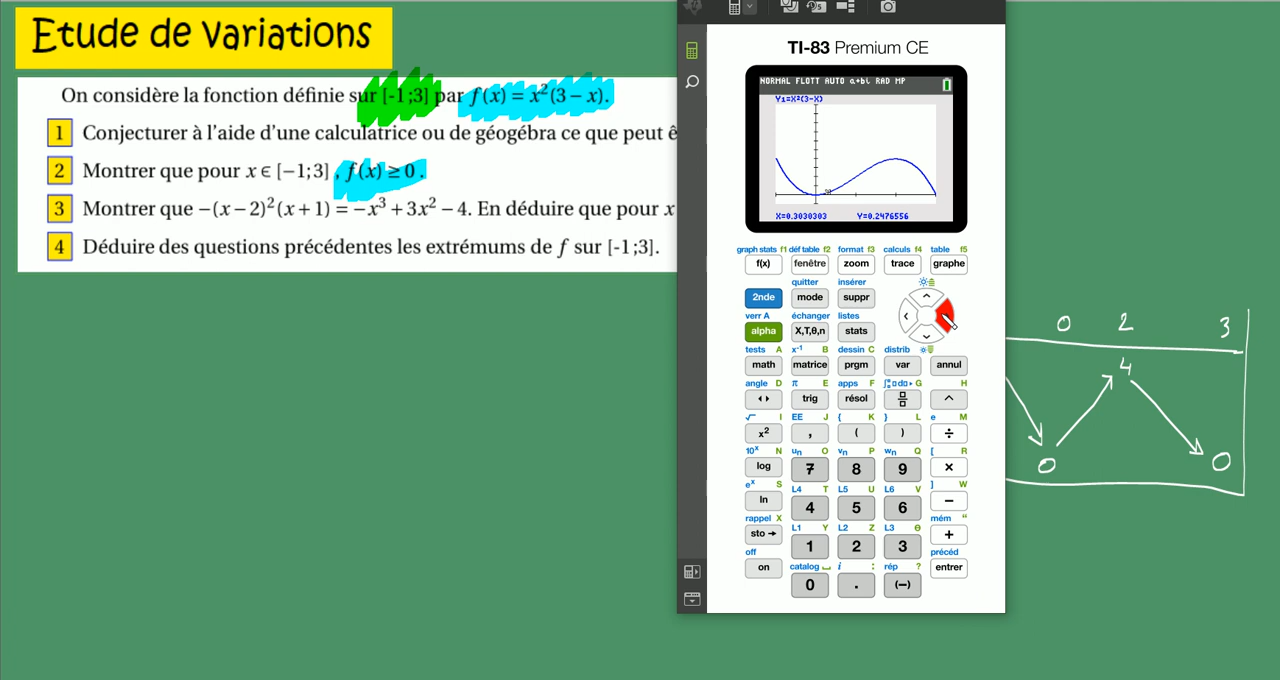 Etude de variations
On considère la fonction définie sur [-1;3] par f(x) = x²(3 − x).
1 Conjecturer à l'aide d'une calculatrice ou de géogébra ce que peut ê
2 Montrer que pour x ∈ [−1;3] , f(x) ≥ 0 .
3 Montrer que −(x−2)²(x+1) = −x³+3x²−4. En déduire que pour x
4 Déduire des questions précédentes les extrémums de f sur [-1;3].
TI-83 Premium CE
NORMAL FLOTT AUTO a+bi RAD MP
Y1=X²(3-X)
X=0.3030303 Y=0.2476556
graph stats f1 déf table f2 format f3 calculs f4 table f5
f(x) fenêtre zoom trace graphe
quitter insérer
2nde mode suppr
verr A échanger listes
alpha X,T,θ,n stats
tests A x⁻¹ B dessin C distrib
math matrice prgm var annul
angle D π E apps F G H
trig résol ^
√ I EE J { K } L e M
x² , ( ) ÷
10ˣ N un O vn P wn Q [ R
log 7 8 9 ×
eˣ S L4 T L5 U L6 V ] W
ln 4 5 6 −
rappel X L1 Y L2 Z L3 θ mém "
sto → 1 2 3 +
off catalog i : rép ? précéd
on 0 . (−) entrer
0 2 3
4
0 0